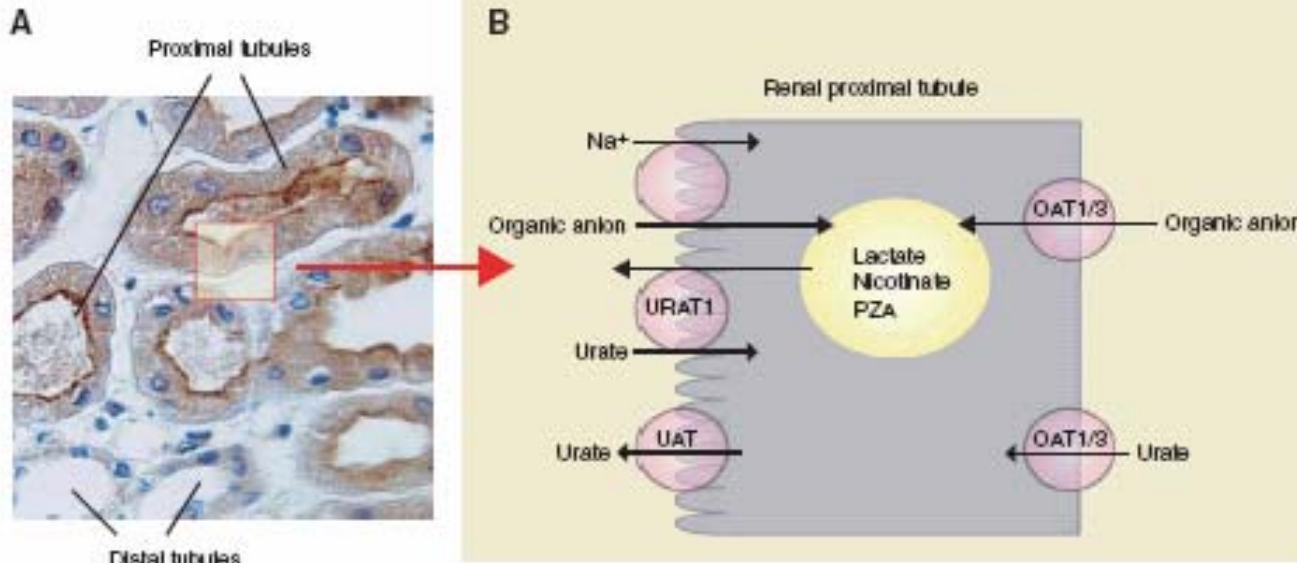 A
Proximal tubules
Distal tubules
B
Renal proximal tubule
Na+
Organic anion
OAT1/3
Organic anion
Lactate
Nicotinate
PZA
URAT1
Urate
Urate
UAT
OAT1/3
Urate